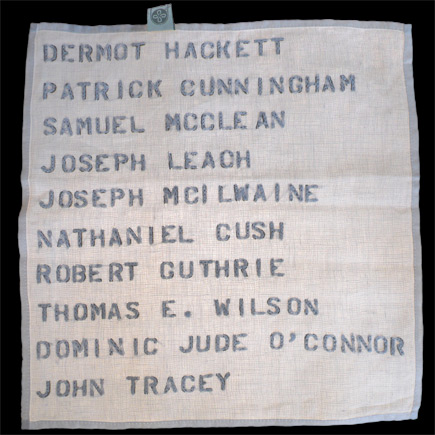 DERMOT HACKETT
PATRICK CUNNINGHAM
SAMUEL MCCLEAN
JOSEPH LEACH
JOSEPH MCILWAINE
NATHANIEL CUSH
ROBERT GUTHRIE
THOMAS E. WILSON
DOMINIC JUDE O'CONNOR
JOHN TRACEY